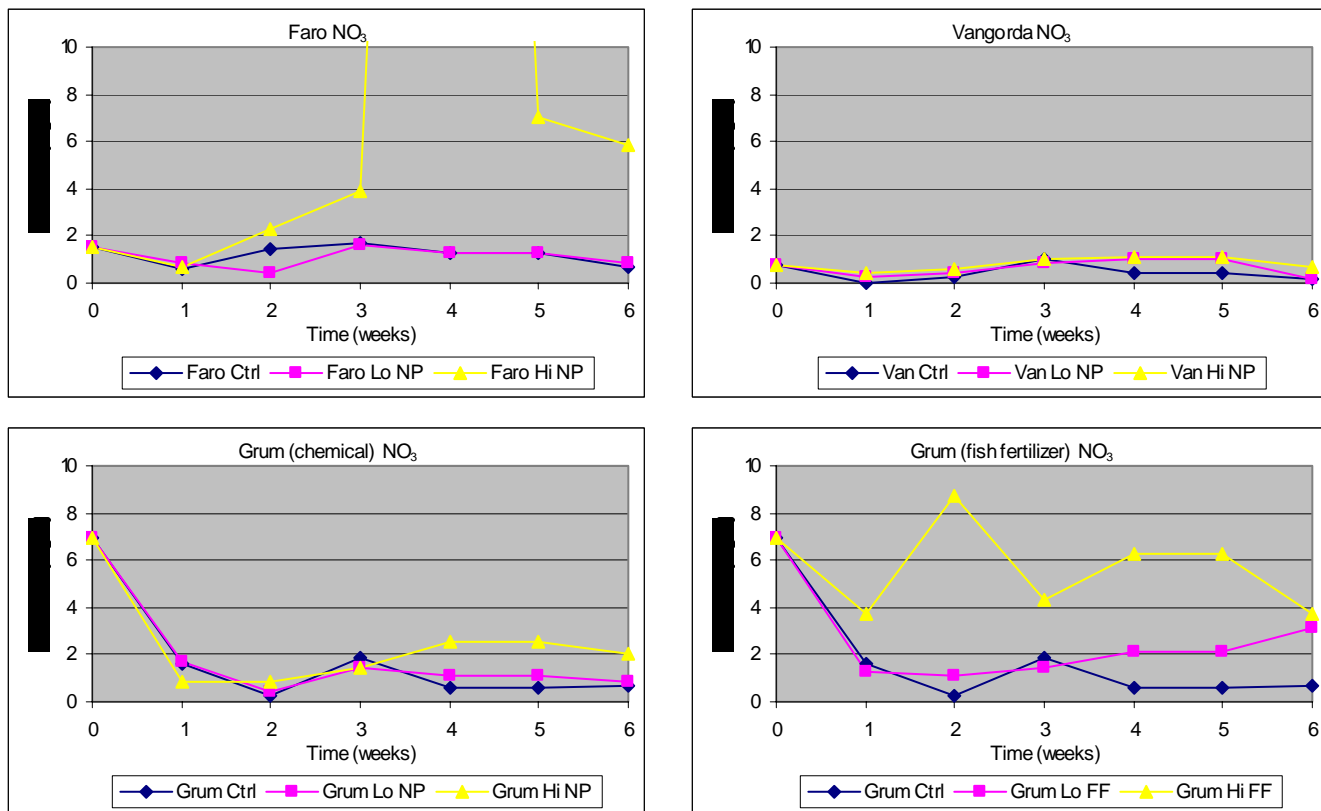 Faro NO₃
10
8
6
4
2
0
0 1 2 3 4 5 6
Time (weeks)
Faro Ctrl Faro Lo NP Faro Hi NP
Vangorda NO₃
10
8
6
4
2
0
0 1 2 3 4 5 6
Time (weeks)
Van Ctrl Van Lo NP Van Hi NP
Grum (chemical) NO₃
10
8
6
4
2
0
0 1 2 3 4 5 6
Time (weeks)
Grum Ctrl Grum Lo NP Grum Hi NP
Grum (fish fertilizer) NO₃
10
8
6
4
2
0
0 1 2 3 4 5 6
Time (weeks)
Grum Ctrl Grum Lo FF Grum Hi FF